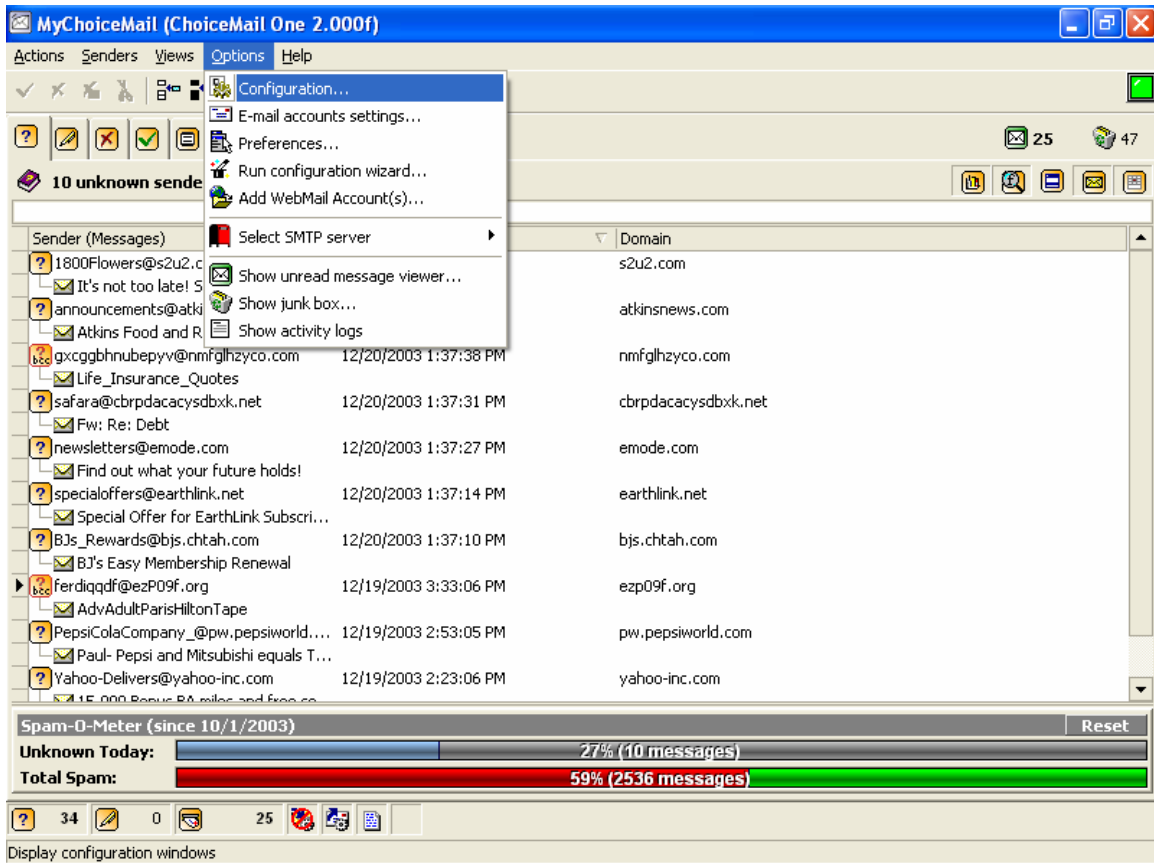 MyChoiceMail (ChoiceMail One 2.000f)
Actions Senders Views Options Help
Configuration...
E-mail accounts settings...
Preferences...
Run configuration wizard...
Add WebMail Account(s)...
Select SMTP server
Show unread message viewer...
Show junk box...
Show activity logs
25 47
10 unknown sende
Sender (Messages) Domain
1800Flowers@s2u2.c s2u2.com
It's not too late! S
announcements@atki atkinsnews.com
Atkins Food and R
gxcggbhnubepyv@nmfglhzyco.com 12/20/2003 1:37:38 PM nmfglhzyco.com
Life_Insurance_Quotes
safara@cbrpdacacysdbxk.net 12/20/2003 1:37:31 PM cbrpdacacysdbxk.net
Fw: Re: Debt
newsletters@emode.com 12/20/2003 1:37:27 PM emode.com
Find out what your future holds!
specialoffers@earthlink.net 12/20/2003 1:37:14 PM earthlink.net
Special Offer for EarthLink Subscri...
BJs_Rewards@bjs.chtah.com 12/20/2003 1:37:10 PM bjs.chtah.com
BJ's Easy Membership Renewal
ferdiqqdf@ezP09f.org 12/19/2003 3:33:06 PM ezp09f.org
AdvAdultParisHiltonTape
PepsiColaCompany_@pw.pepsiworld.... 12/19/2003 2:53:05 PM pw.pepsiworld.com
Paul- Pepsi and Mitsubishi equals T...
Yahoo-Delivers@yahoo-inc.com 12/19/2003 2:23:06 PM yahoo-inc.com
Spam-O-Meter (since 10/1/2003) Reset
Unknown Today: 27% (10 messages)
Total Spam: 59% (2536 messages)
34 0 25
Display configuration windows